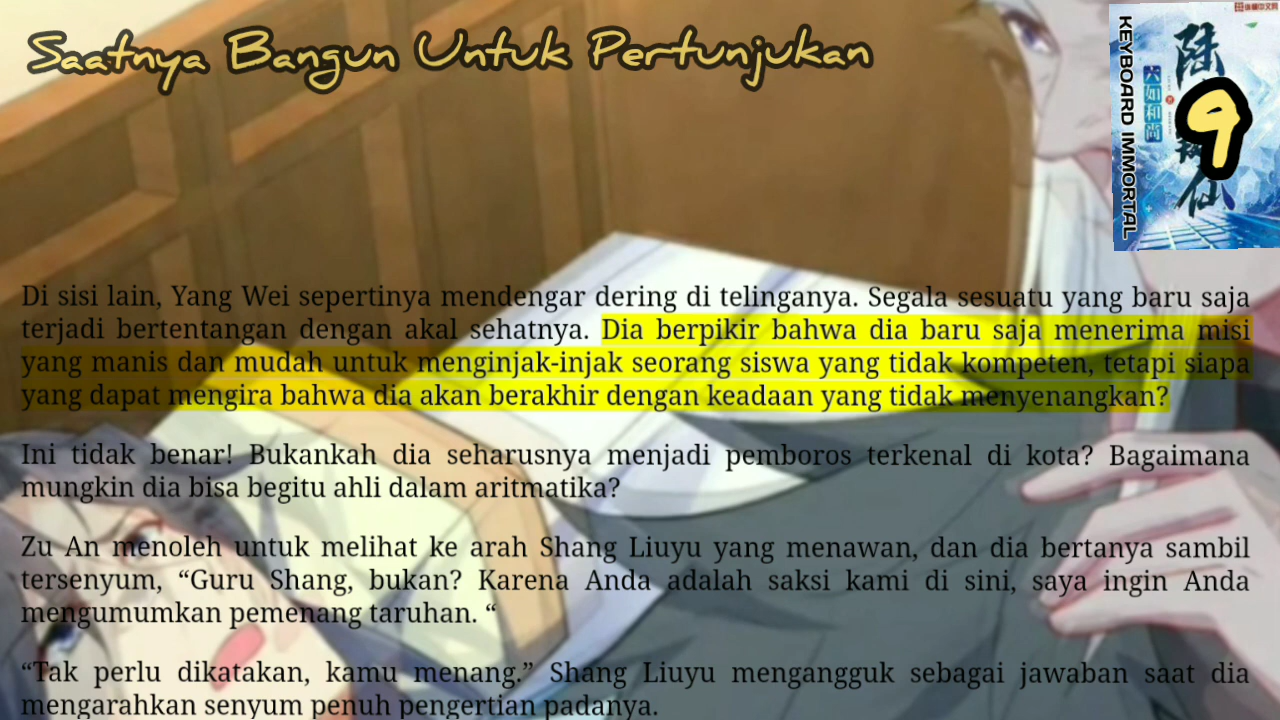 Saatnya Bangun Untuk Pertunjukan
KEYBOARD IMMORTAL
陆
仙
六如和尚
9
Di sisi lain, Yang Wei sepertinya mendengar dering di telinganya. Segala sesuatu yang baru saja
terjadi bertentangan dengan akal sehatnya. Dia berpikir bahwa dia baru saja menerima misi
yang manis dan mudah untuk menginjak-injak seorang siswa yang tidak kompeten, tetapi siapa
yang dapat mengira bahwa dia akan berakhir dengan keadaan yang tidak menyenangkan?
Ini tidak benar! Bukankah dia seharusnya menjadi pemboros terkenal di kota? Bagaimana
mungkin dia bisa begitu ahli dalam aritmatika?
Zu An menoleh untuk melihat ke arah Shang Liuyu yang menawan, dan dia bertanya sambil
tersenyum, “Guru Shang, bukan? Karena Anda adalah saksi kami di sini, saya ingin Anda
mengumumkan pemenang taruhan. “
“Tak perlu dikatakan, kamu menang.” Shang Liuyu mengangguk sebagai jawaban saat dia
mengarahkan senyum penuh pengertian padanya.